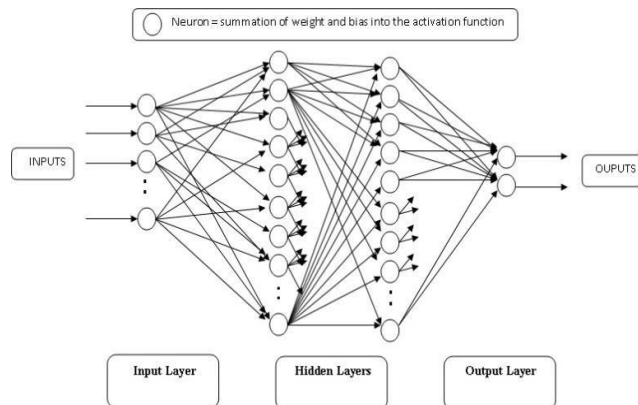 Neuron = summation of weight and bias into the activation function
INPUTS
OUPUTS
Input Layer
Hidden Layers
Output Layer